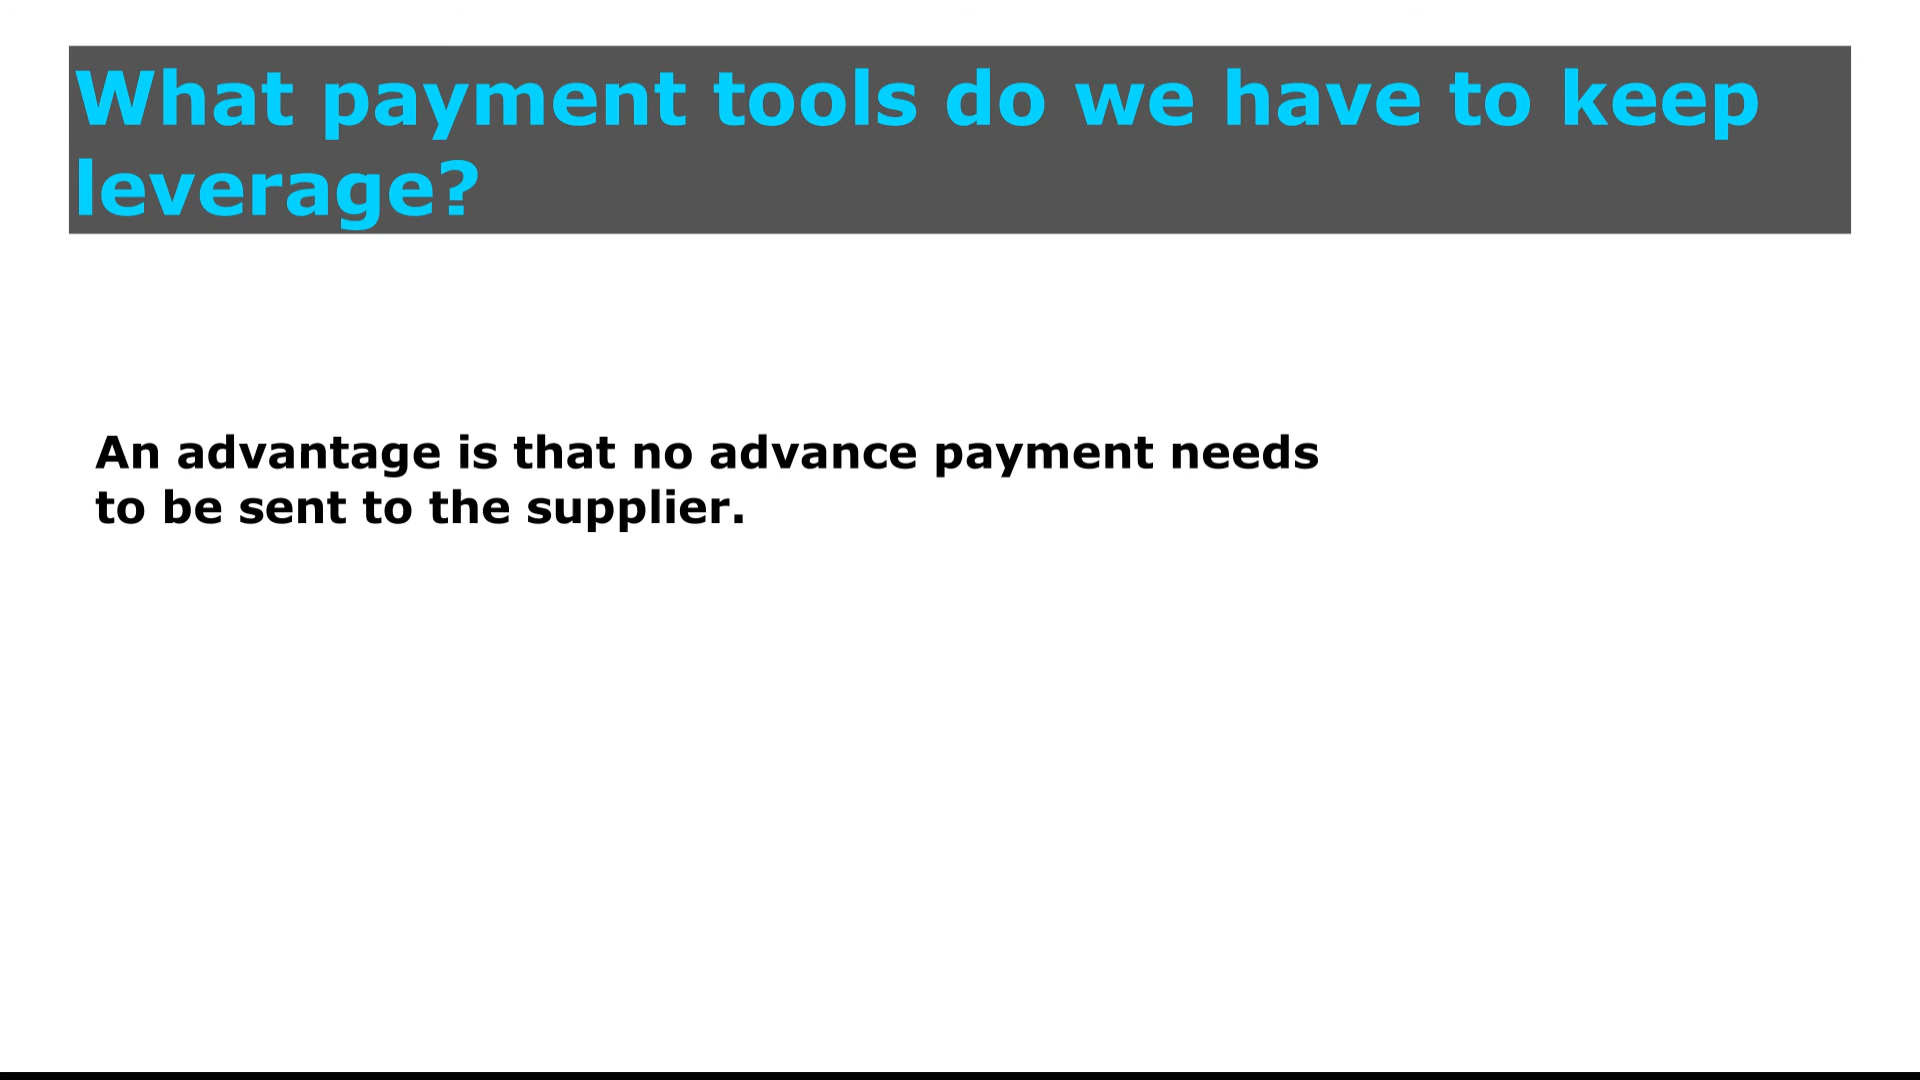 What payment tools do we have to keep
leverage?
An advantage is that no advance payment needs
to be sent to the supplier.